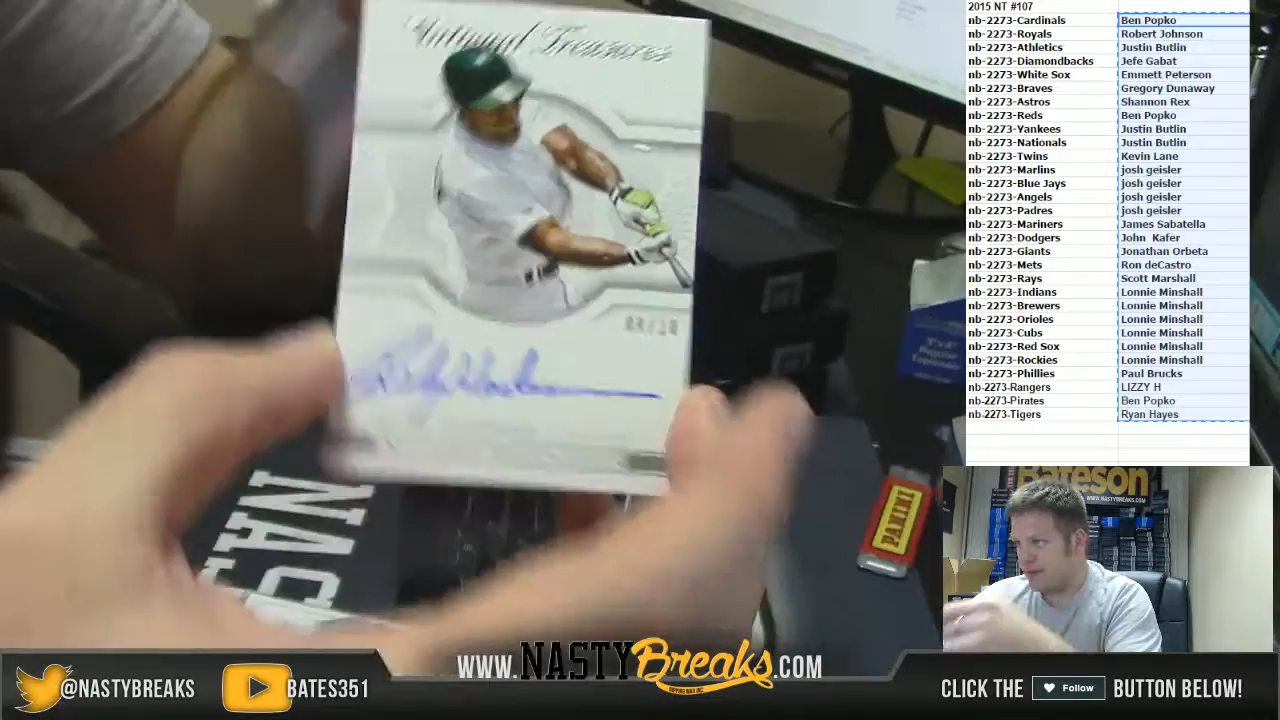 National Treasures
2015 NT #107
nb-2273-Cardinals Ben Popko
nb-2273-Royals Robert Johnson
nb-2273-Athletics Justin Butlin
nb-2273-Diamondbacks Jefe Gabat
nb-2273-White Sox Emmett Peterson
nb-2273-Braves Gregory Dunaway
nb-2273-Astros Shannon Rex
nb-2273-Reds Ben Popko
nb-2273-Yankees Justin Butlin
nb-2273-Nationals Justin Butlin
nb-2273-Twins Kevin Lane
nb-2273-Marlins josh geisler
nb-2273-Blue Jays josh geisler
nb-2273-Angels josh geisler
nb-2273-Padres josh geisler
nb-2273-Mariners James Sabatella
nb-2273-Dodgers John Kafer
nb-2273-Giants Jonathan Orbeta
nb-2273-Mets Ron deCastro
nb-2273-Rays Scott Marshall
nb-2273-Indians Lonnie Minshall
nb-2273-Brewers Lonnie Minshall
nb-2273-Orioles Lonnie Minshall
nb-2273-Cubs Lonnie Minshall
nb-2273-Red Sox Lonnie Minshall
nb-2273-Rockies Lonnie Minshall
nb-2273-Phillies Paul Brucks
nb-2273-Rangers LIZZY H
nb-2273-Pirates Ben Popko
nb-2273-Tigers Ryan Hayes
Bateson
WWW.NASTYBREAKS.COM
PANINI
NAS
@NASTYBREAKS
BATES351
WWW.NASTYBreaks.COM
RIPPING WAX INC
CLICK THE Follow BUTTON BELOW!